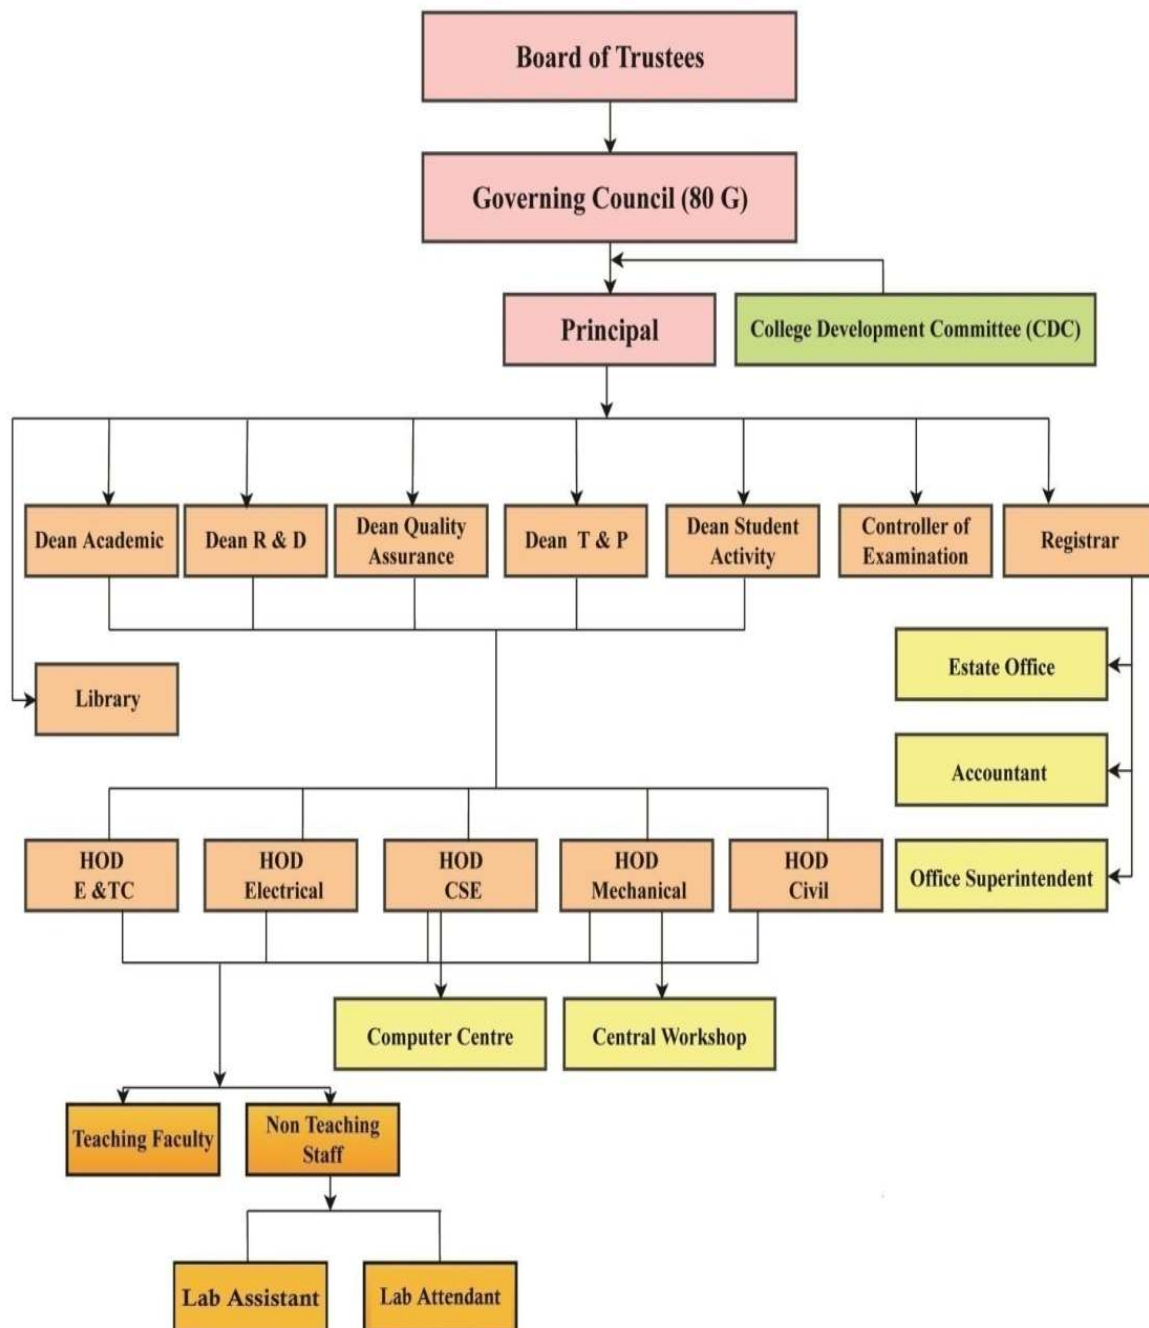 Board of Trustees
Governing Council (80 G)
Principal
College Development Committee (CDC)
Dean Academic
Dean R & D
Dean Quality
Assurance
Dean T & P
Dean Student
Activity
Controller of
Examination
Registrar
Estate Office
Library
Accountant
HOD
E &TC
HOD
Electrical
HOD
CSE
HOD
Mechanical
HOD
Civil
Office Superintendent
Computer Centre
Central Workshop
Teaching Faculty
Non Teaching
Staff
Lab Assistant
Lab Attendant